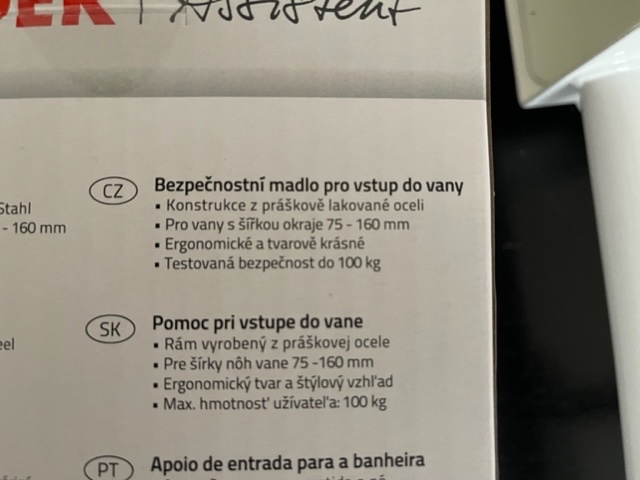 Assistent
Stahl
- 160 mm
CZ
Bezpečnostní madlo pro vstup do vany
▪ Konstrukce z práškově lakované oceli
▪ Pro vany s šířkou okraje 75 - 160 mm
▪ Ergonomické a tvarově krásné
▪ Testovaná bezpečnost do 100 kg
eel
SK
Pomoc pri vstupe do vane
▪ Rám vyrobený z práškovej ocele
▪ Pre šírky nôh vane 75 -160 mm
▪ Ergonomický tvar a štýlový vzhľad
▪ Max. hmotnosť užívateľa: 100 kg
PT
Apoio de entrada para a banheira